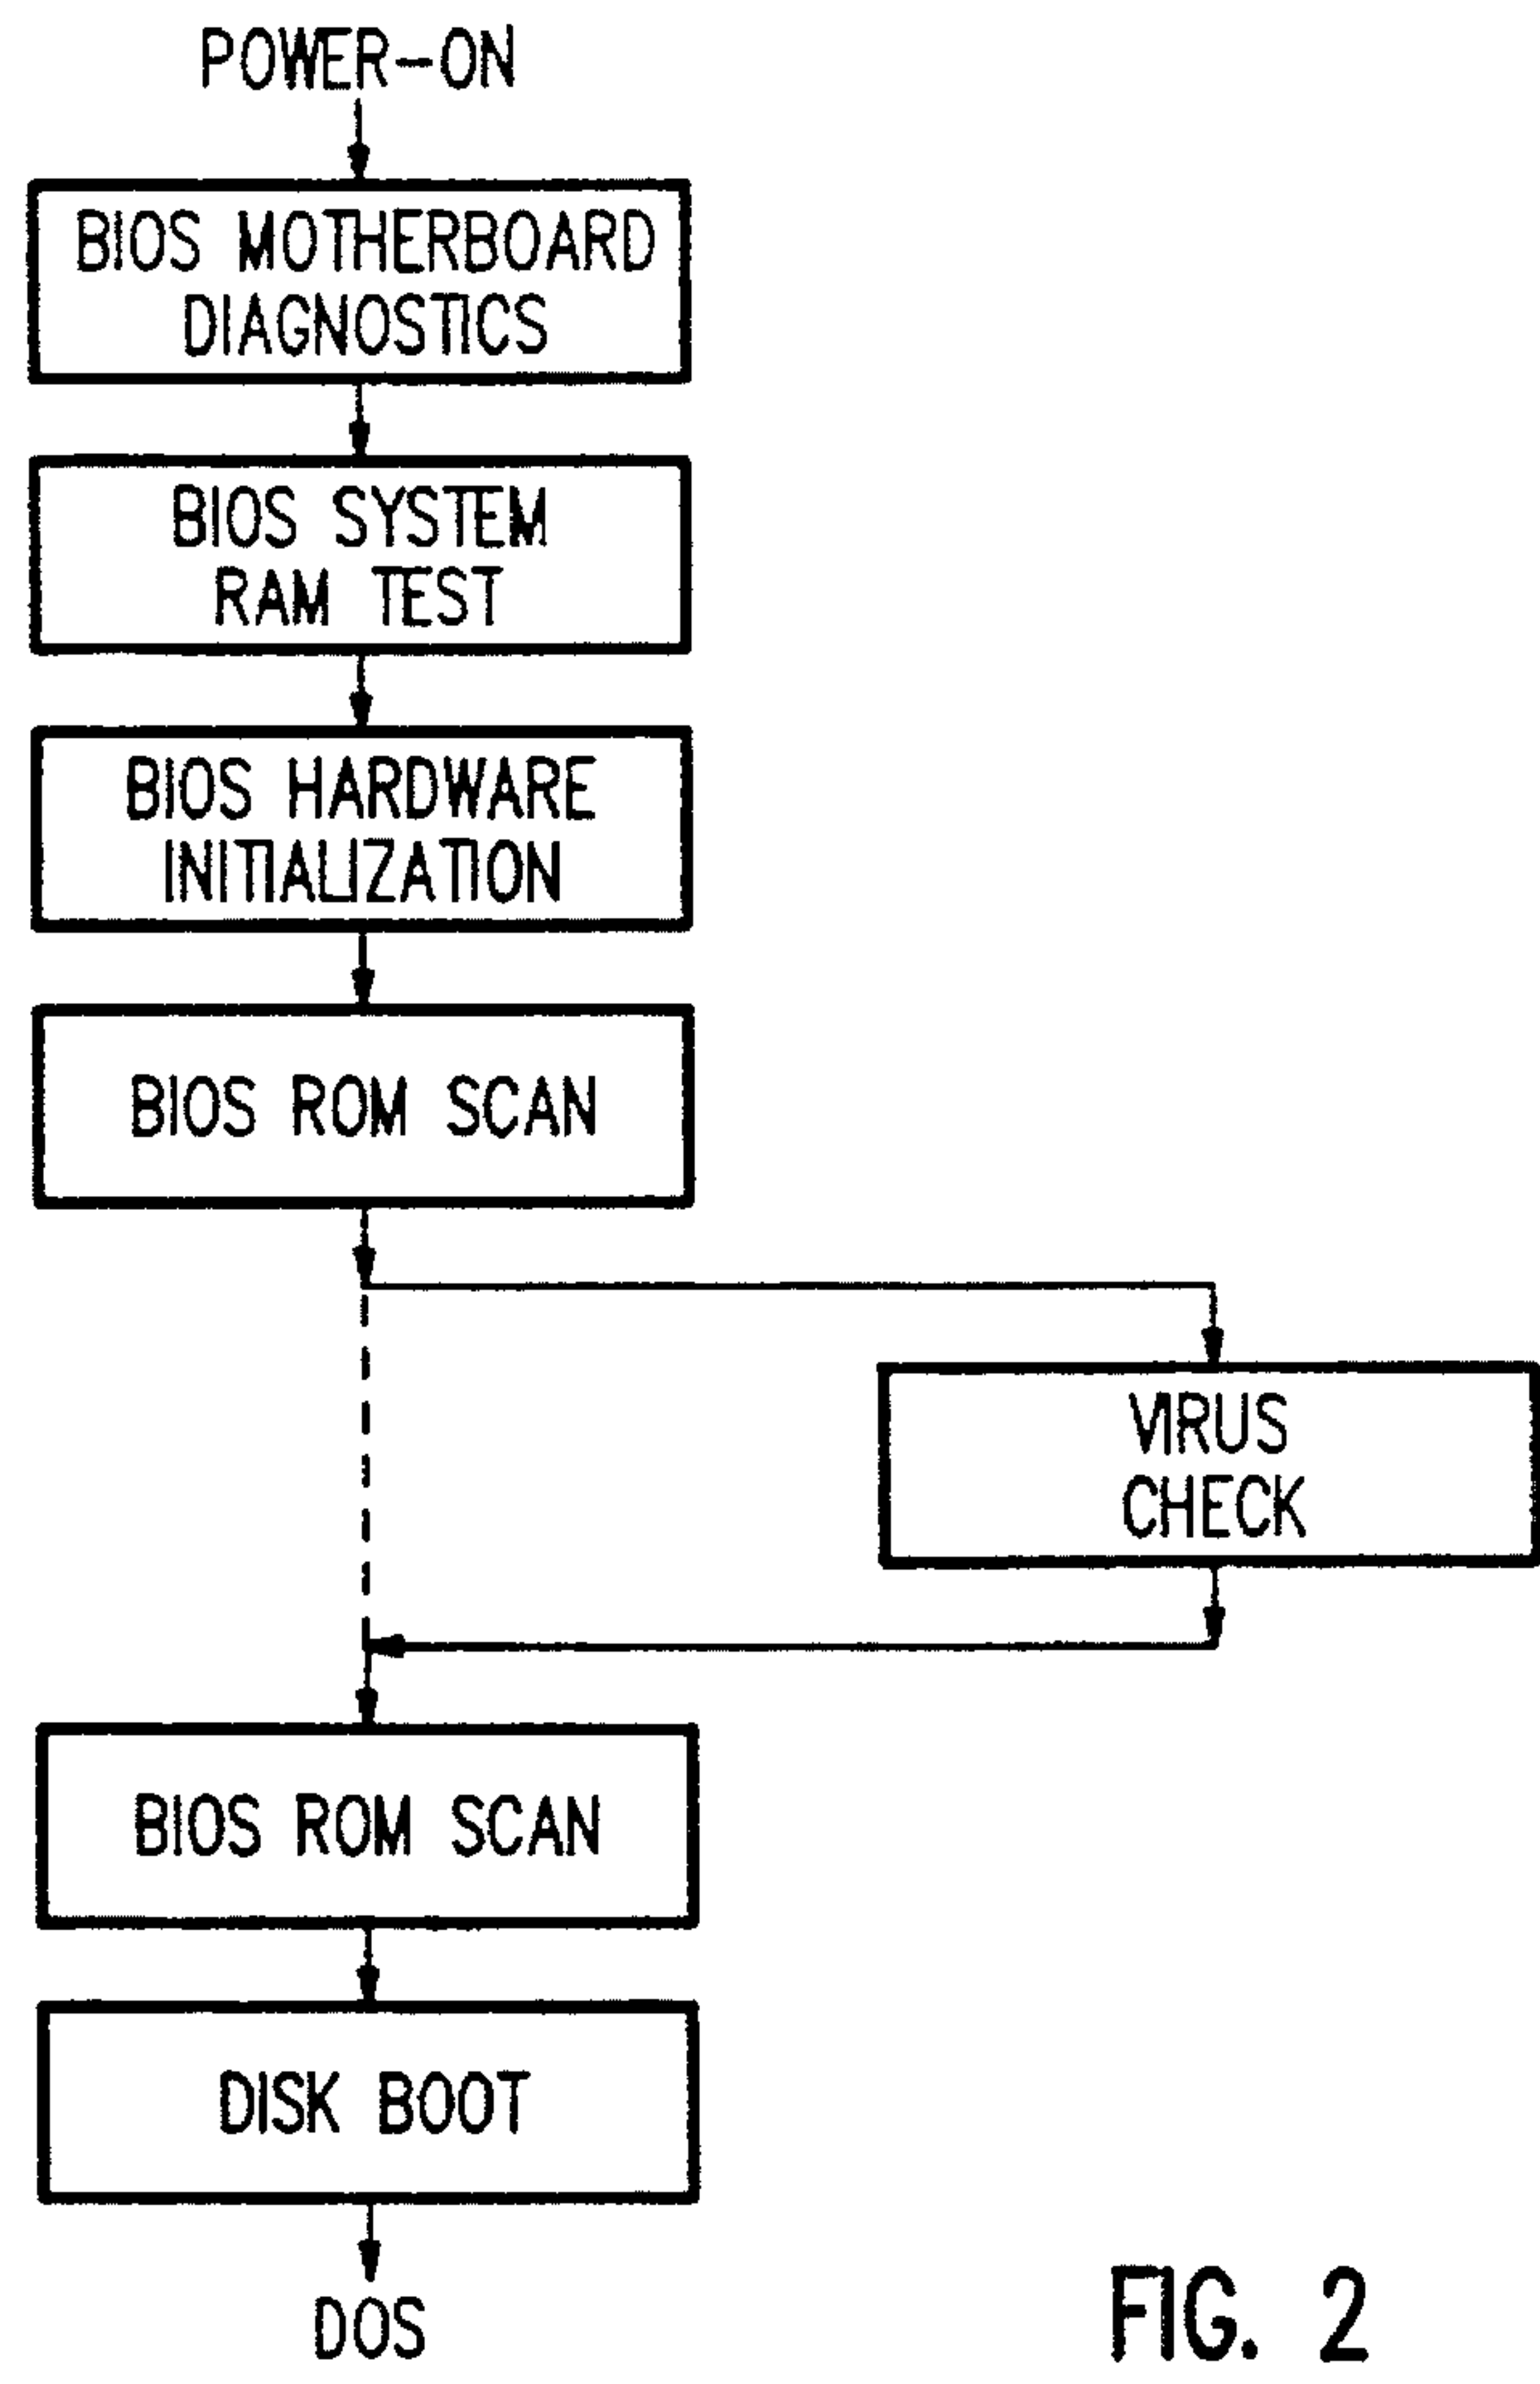 POWER-ON
BIOS MOTHERBOARD
DIAGNOSTICS
BIOS SYSTEM
RAM TEST
BIOS HARDWARE
INITIALIZATION
BIOS ROM SCAN
VIRUS
CHECK
BIOS ROM SCAN
DISK BOOT
DOS
FIG. 2